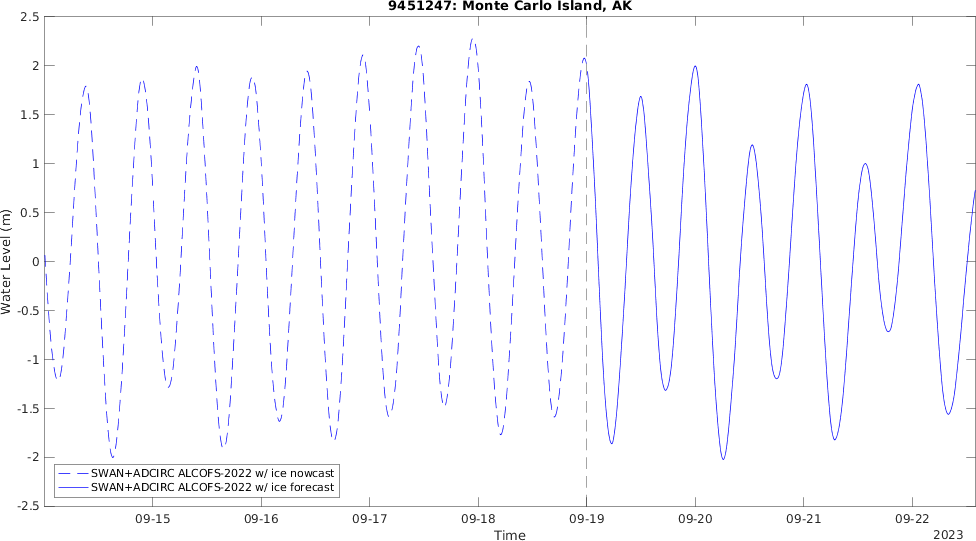 9451247: Monte Carlo Island, AK
2.5
2
1.5
1
0.5
0
-0.5
-1
-1.5
-2
-2.5
Water Level (m)
SWAN+ADCIRC ALCOFS-2022 w/ ice nowcast
SWAN+ADCIRC ALCOFS-2022 w/ ice forecast
09-15 09-16 09-17 09-18 09-19 09-20 09-21 09-22
Time
2023